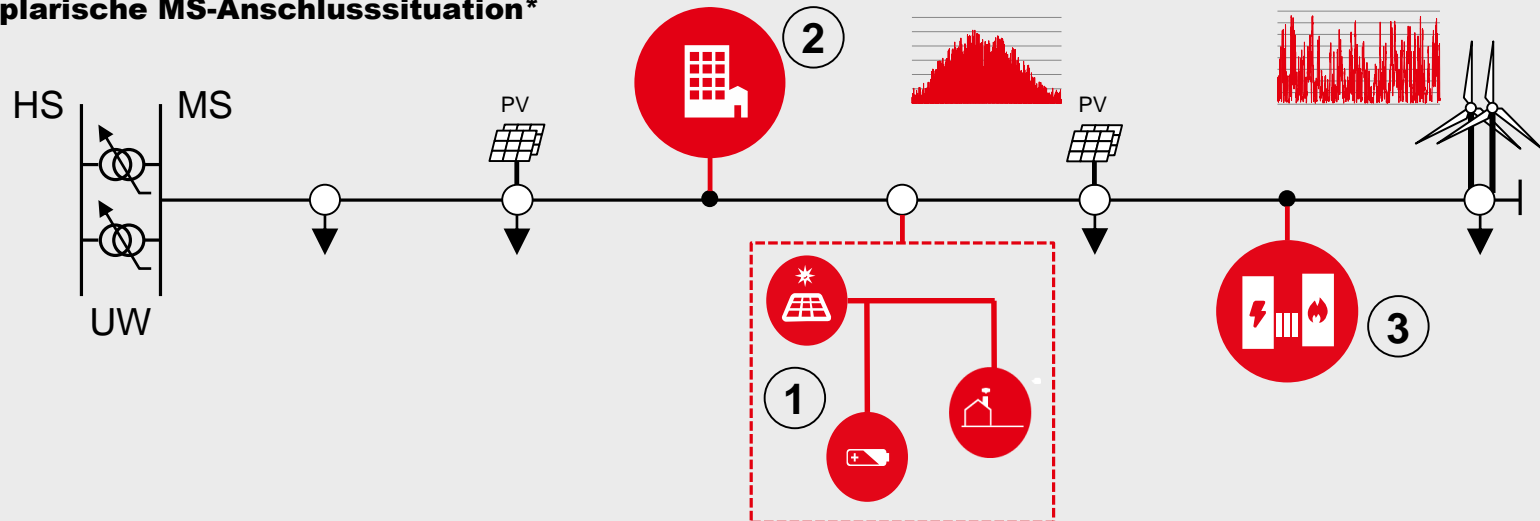 plarische MS-Anschlusssituation*
2
HS
MS
PV
PV
UW
1
3